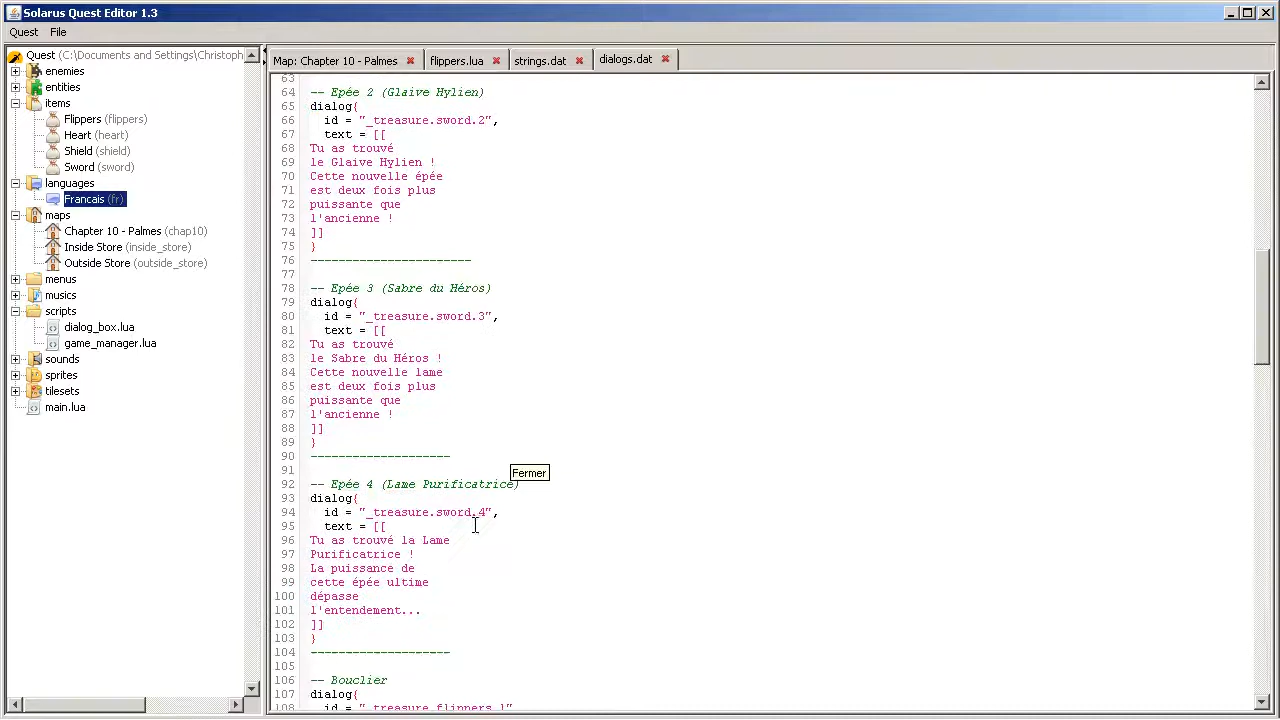 Solarus Quest Editor 1.3
Quest File
Quest (C:\Documents and Settings\Christoph
enemies
entities
items
Flippers (flippers)
Heart (heart)
Shield (shield)
Sword (sword)
languages
Francais (fr)
maps
Chapter 10 - Palmes (chap10)
Inside Store (inside_store)
Outside Store (outside_store)
menus
musics
scripts
dialog_box.lua
game_manager.lua
sounds
sprites
tilesets
main.lua
Map: Chapter 10 - Palmes flippers.lua strings.dat dialogs.dat
63
64 -- Epée 2 (Glaive Hylien)
65 dialog{
66 id = "_treasure.sword.2",
67 text = [[
68 Tu as trouvé
69 le Glaive Hylien !
70 Cette nouvelle épée
71 est deux fois plus
72 puissante que
73 l'ancienne !
74 ]]
75 }
76 -----------------------
77
78 -- Epée 3 (Sabre du Héros)
79 dialog{
80 id = "_treasure.sword.3",
81 text = [[
82 Tu as trouvé
83 le Sabre du Héros !
84 Cette nouvelle lame
85 est deux fois plus
86 puissante que
87 l'ancienne !
88 ]]
89 }
90 --------------------
91
Fermer
92 -- Epée 4 (Lame Purificatrice)
93 dialog{
94 id = "_treasure.sword.4",
95 text = [[
96 Tu as trouvé la Lame
97 Purificatrice !
98 La puissance de
99 cette épée ultime
100 dépasse
101 l'entendement...
102 ]]
103 }
104 --------------------
105
106 -- Bouclier
107 dialog{
108 id = "_treasure.flippers.1"